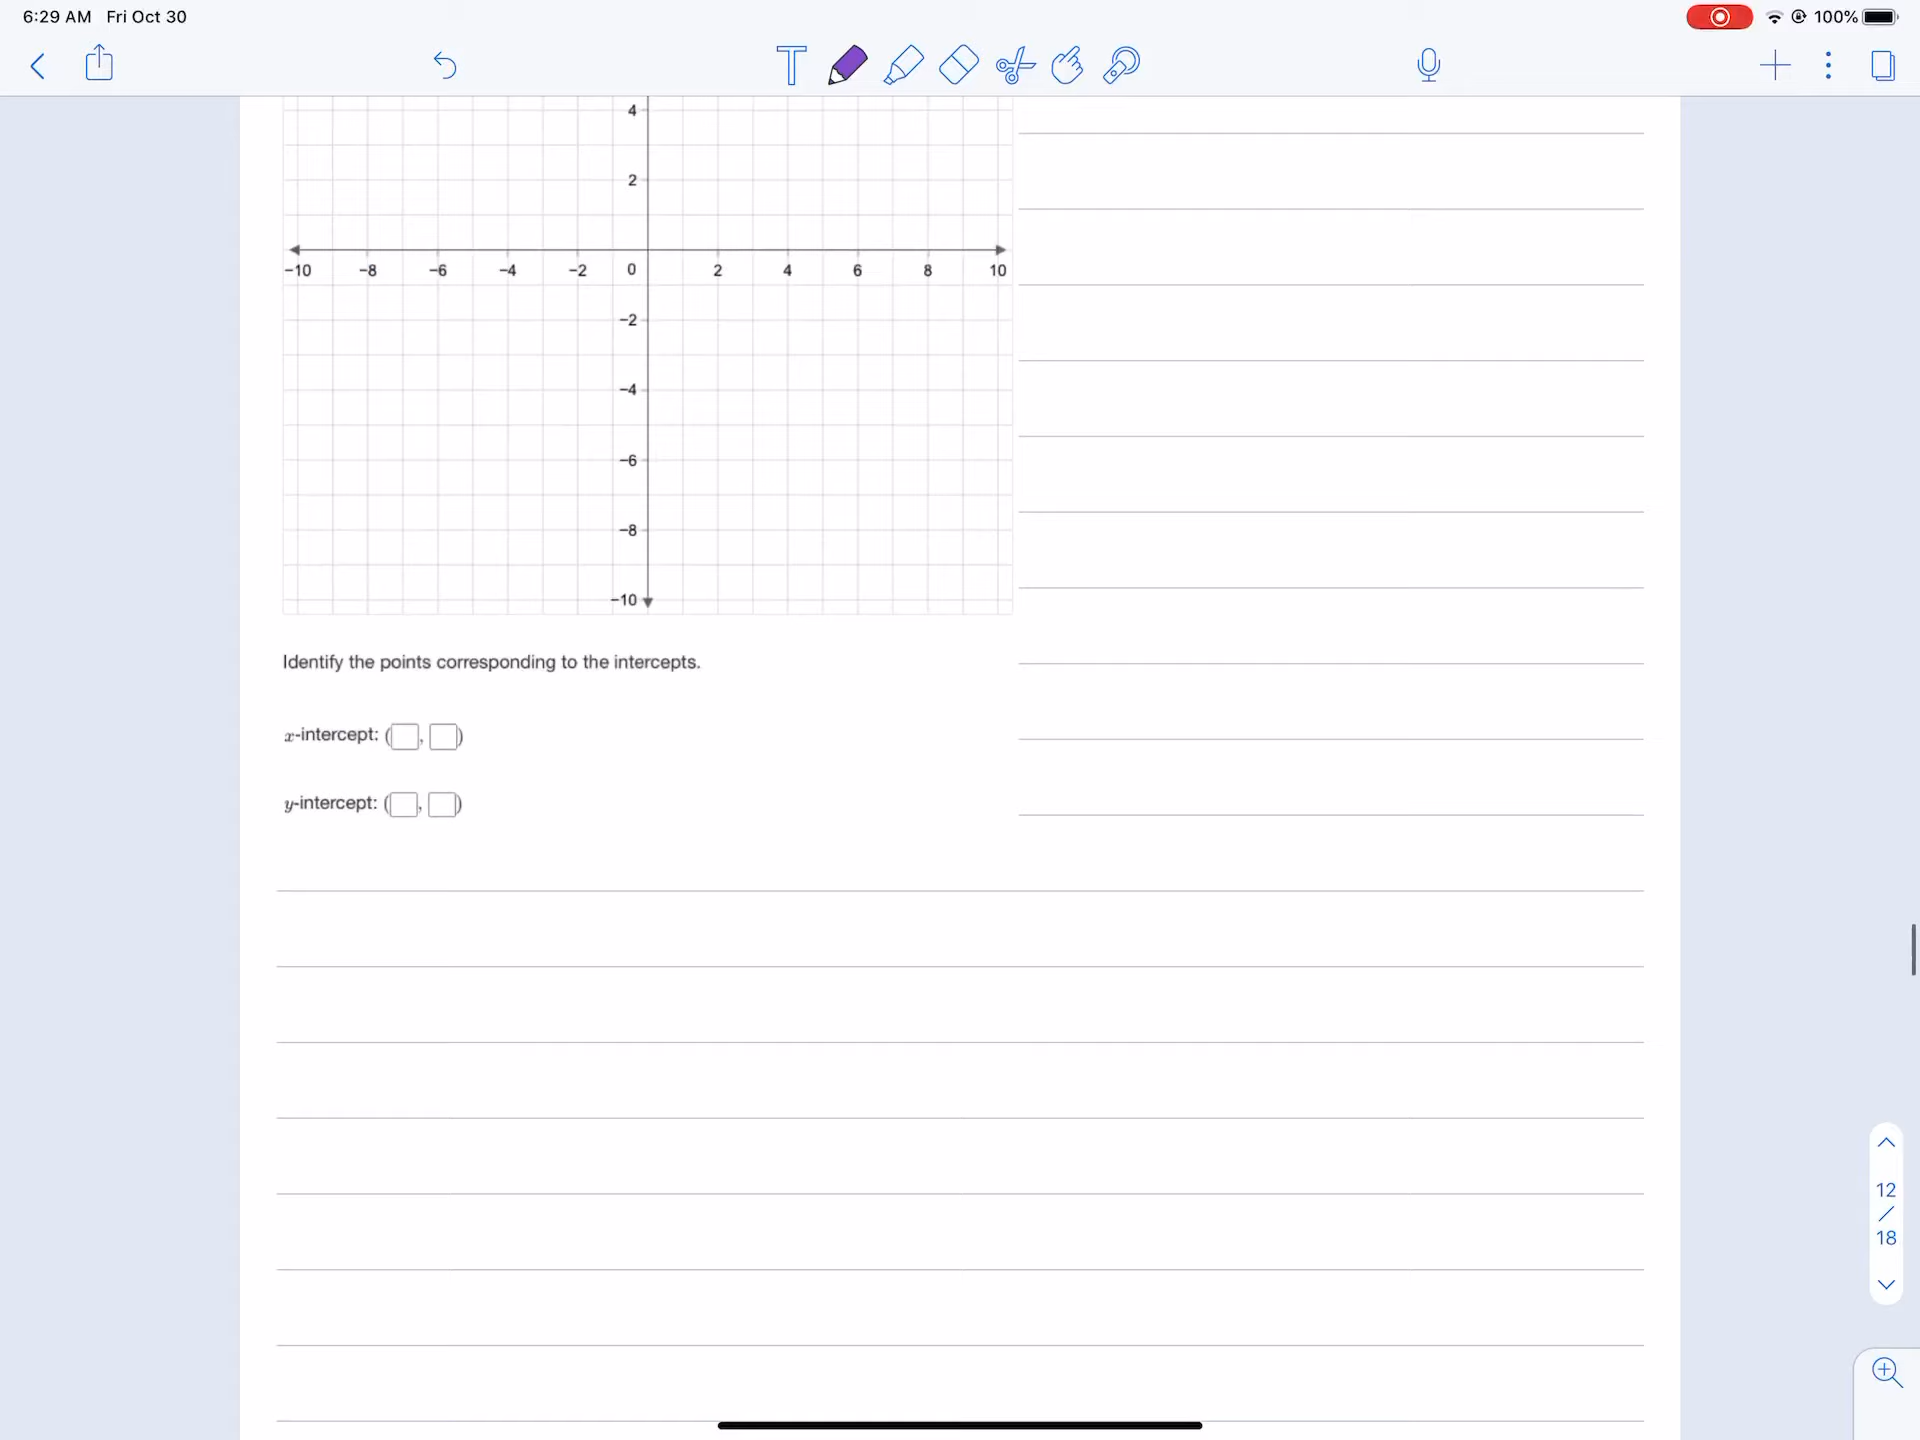 6:29 AM Fri Oct 30
100%
4
2
−10 −8 −6 −4 −2 0 2 4 6 8 10
−2
−4
−6
−8
−10
Identify the points corresponding to the intercepts.
x-intercept: ( , )
y-intercept: ( , )
12
/
18